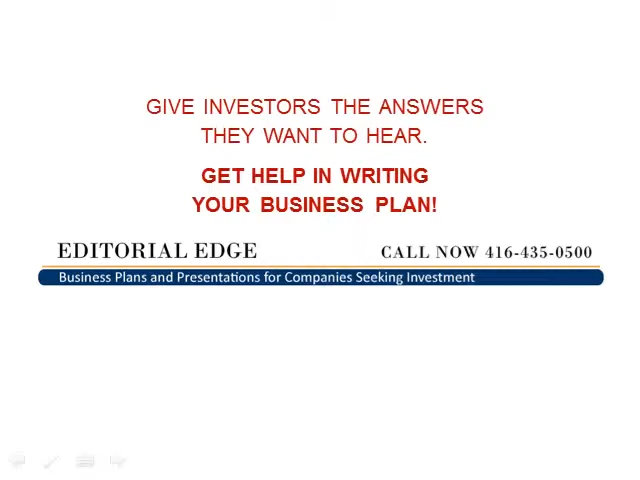 GIVE INVESTORS THE ANSWERS
THEY WANT TO HEAR.
GET HELP IN WRITING
YOUR BUSINESS PLAN!
EDITORIAL EDGE
CALL NOW 416-435-0500
Business Plans and Presentations for Companies Seeking Investment